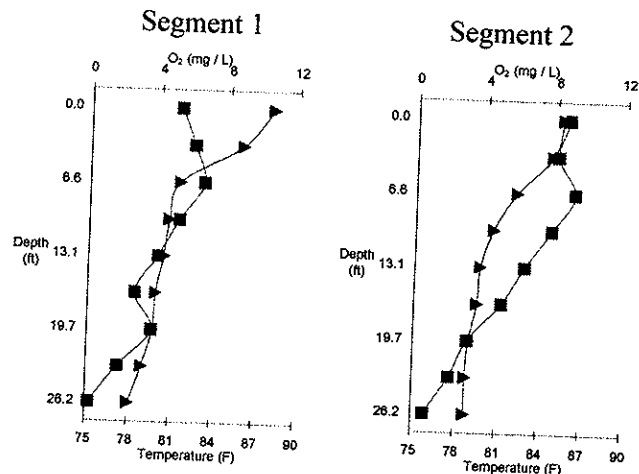 Segment 1
O₂ (mg / L)
0 4 8 12
0.0
6.6
Depth
(ft)
13.1
19.7
26.2
75 78 81 84 87 90
Temperature (F)
Segment 2
O₂ (mg / L)
0 4 8 12
0.0
6.6
Depth
(ft)
13.1
19.7
26.2
75 78 81 84 87 90
Temperature (F)